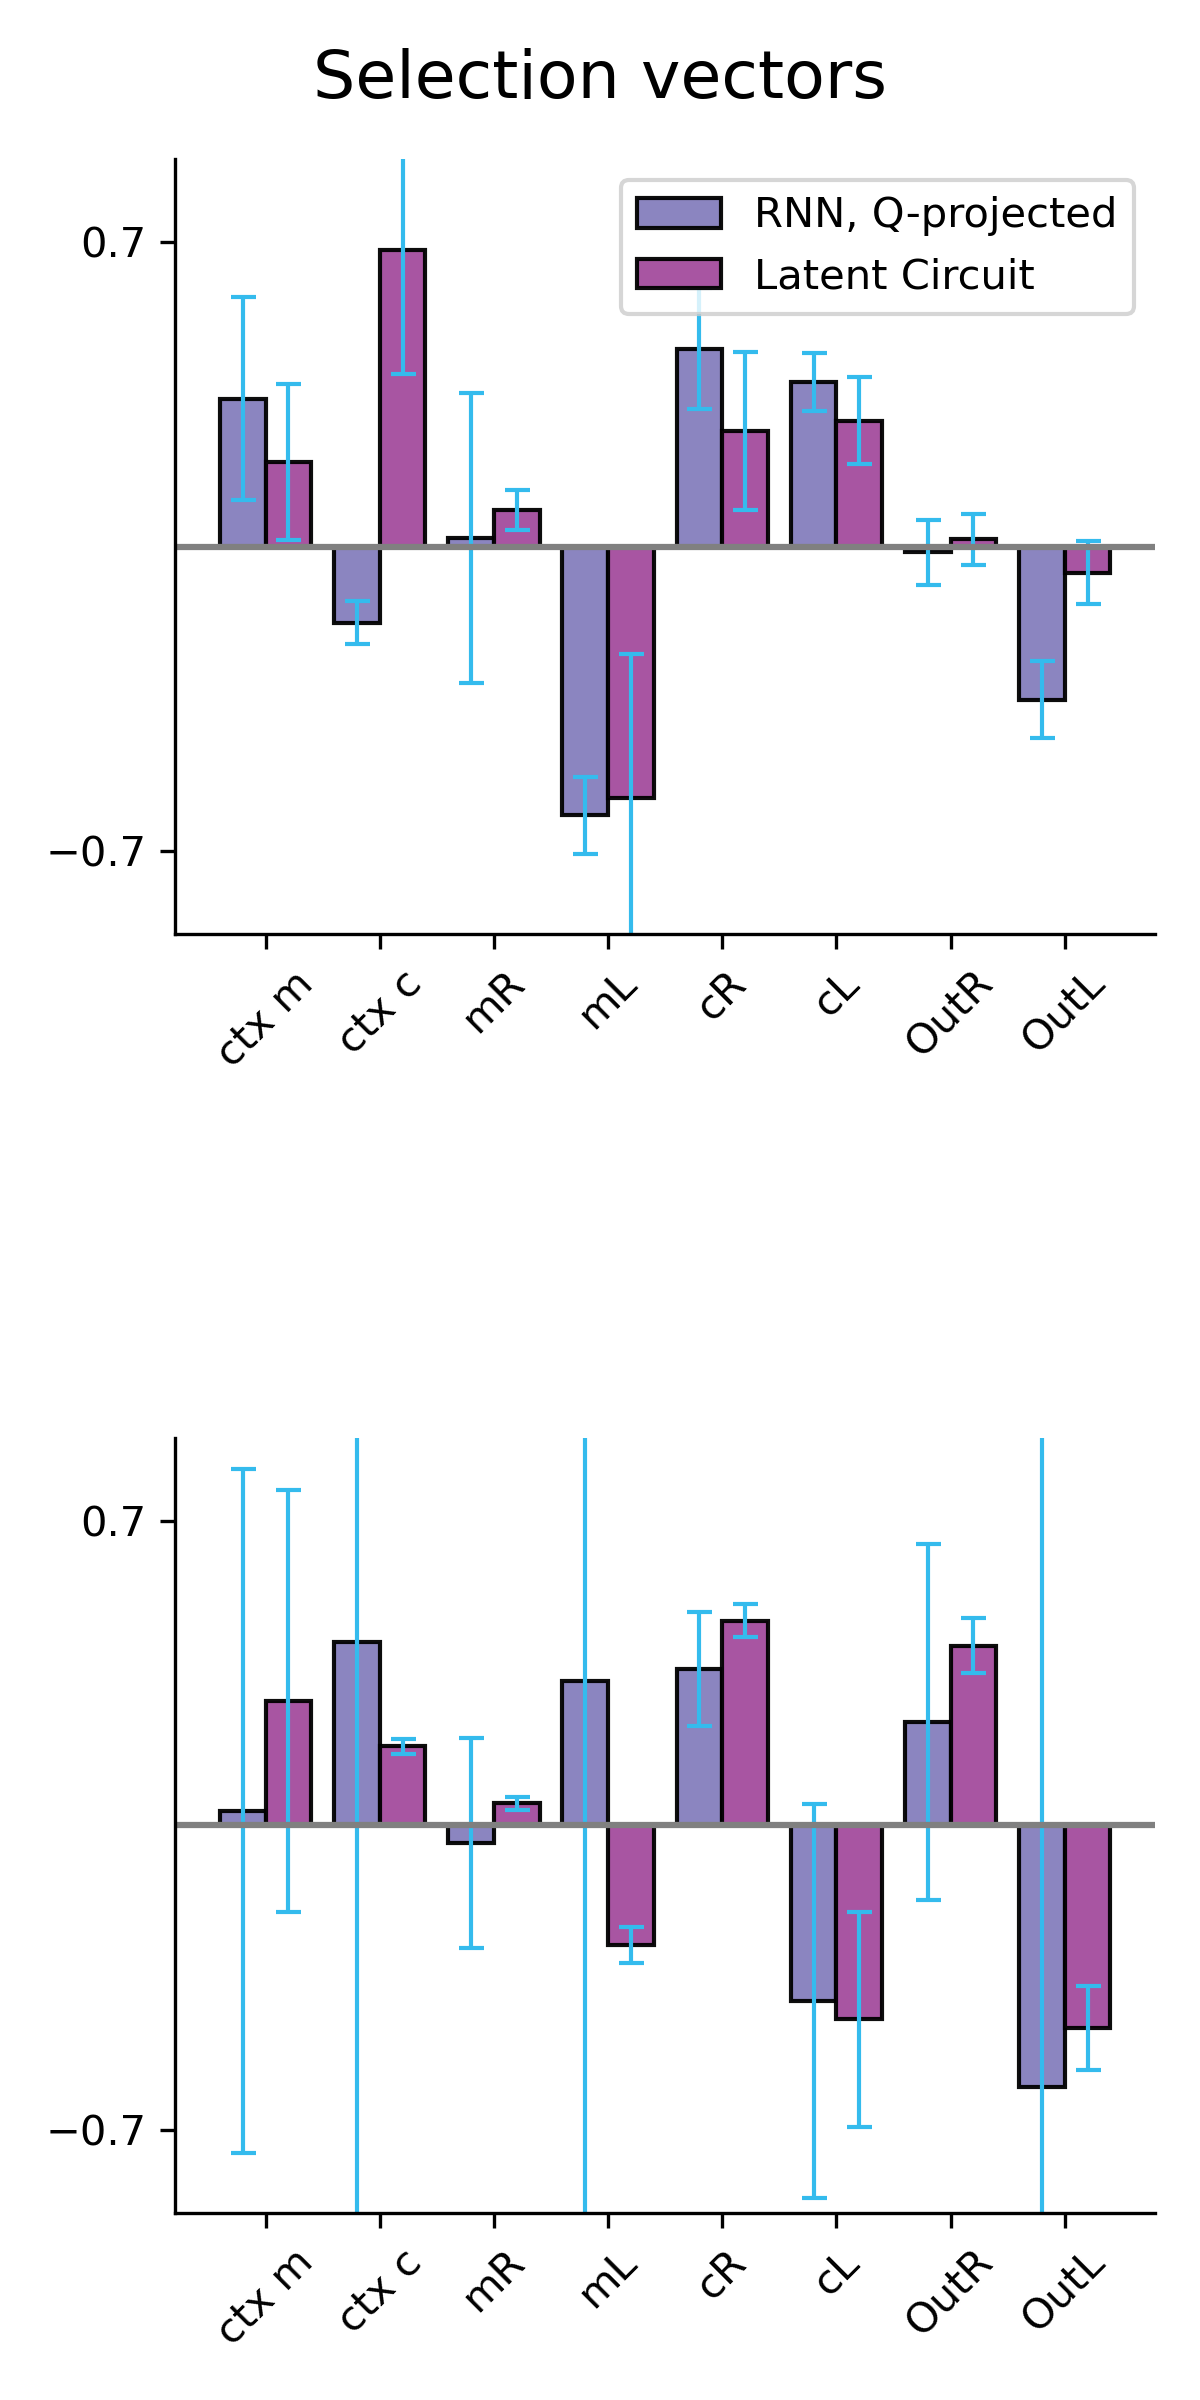 Selection vectors
0.7
RNN, Q-projected
Latent Circuit
−0.7
ctx m
ctx c
mR
mL
cR
cL
OutR
OutL
0.7
−0.7
ctx m
ctx c
mR
mL
cR
cL
OutR
OutL